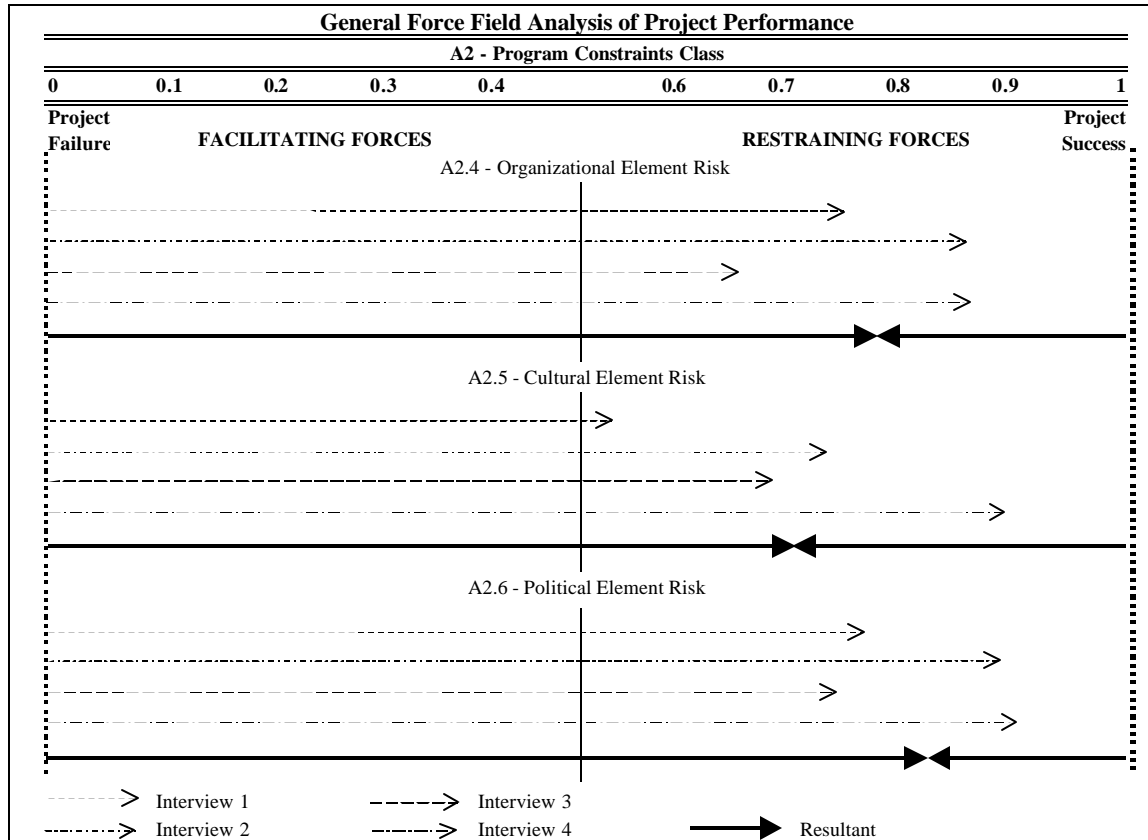 General Force Field Analysis of Project Performance
A2 - Program Constraints Class
0 0.1 0.2 0.3 0.4 0.6 0.7 0.8 0.9 1
Project Project
Failure FACILITATING FORCES RESTRAINING FORCES Success
A2.4 - Organizational Element Risk
A2.5 - Cultural Element Risk
A2.6 - Political Element Risk
Interview 1 Interview 3
Interview 2 Interview 4 Resultant